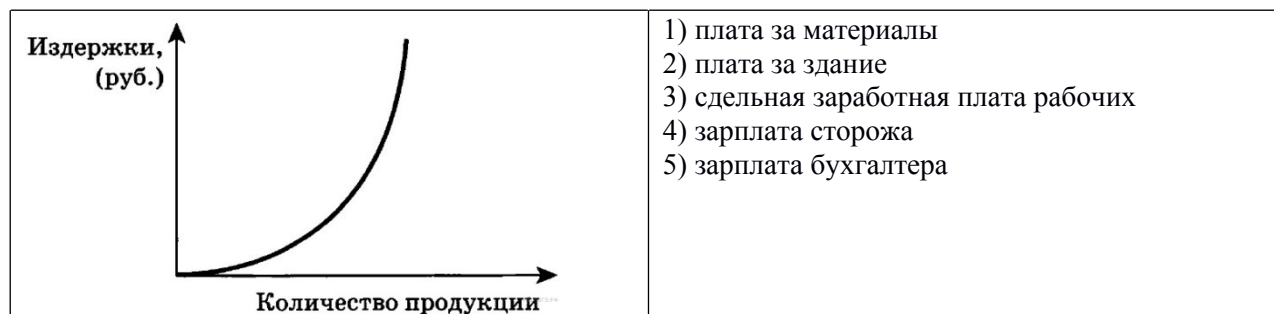 Издержки,
(руб.)
Количество продукции
1) плата за материалы
2) плата за здание
3) сдельная заработная плата рабочих
4) зарплата сторожа
5) зарплата бухгалтера